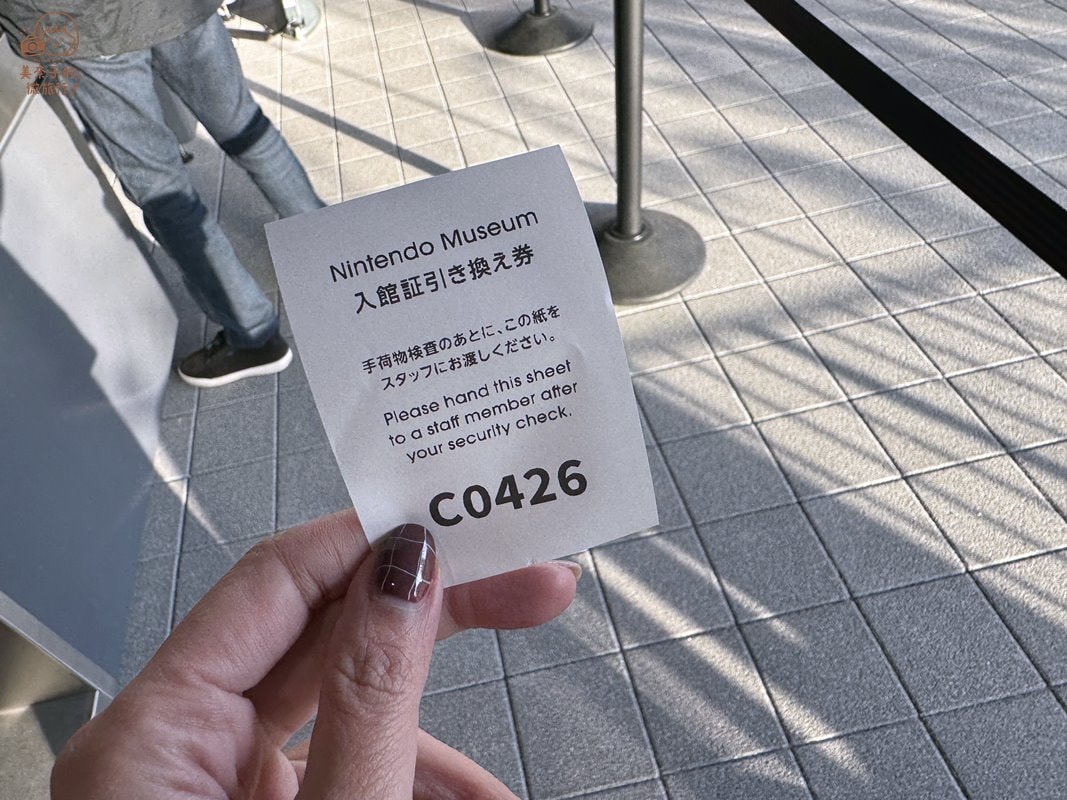 Nintendo Museum
入館証引き換え券
手荷物検査のあとに、この紙を
スタッフにお渡しください。
Please hand this sheet
to a staff member after
your security check.
C0426